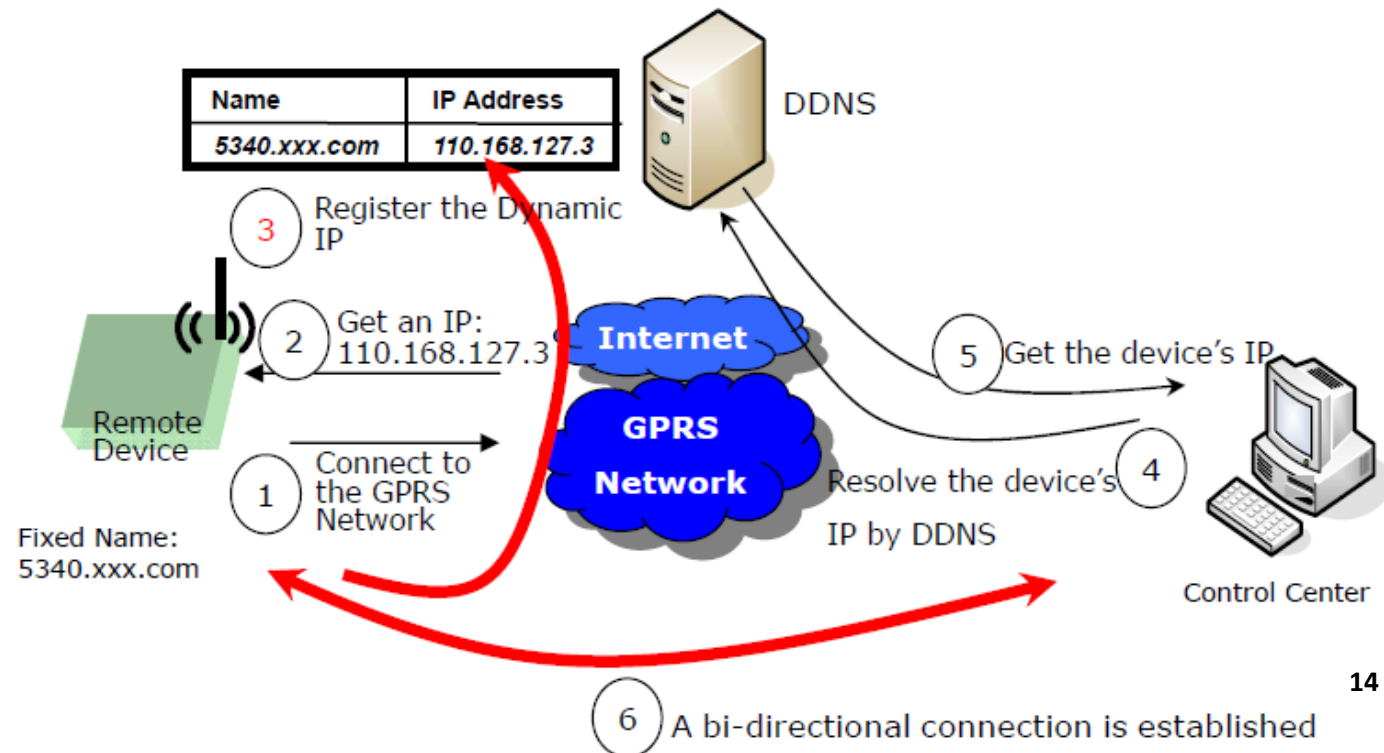 Name IP Address
5340.xxx.com 110.168.127.3
DDNS
3 Register the Dynamic
IP
2 Get an IP:
110.168.127.3
Internet
5 Get the device's IP
Remote
Device
GPRS
Network
1 Connect to
the GPRS
Network
4
Resolve the device's
IP by DDNS
Fixed Name:
5340.xxx.com
Control Center
14
6 A bi-directional connection is established